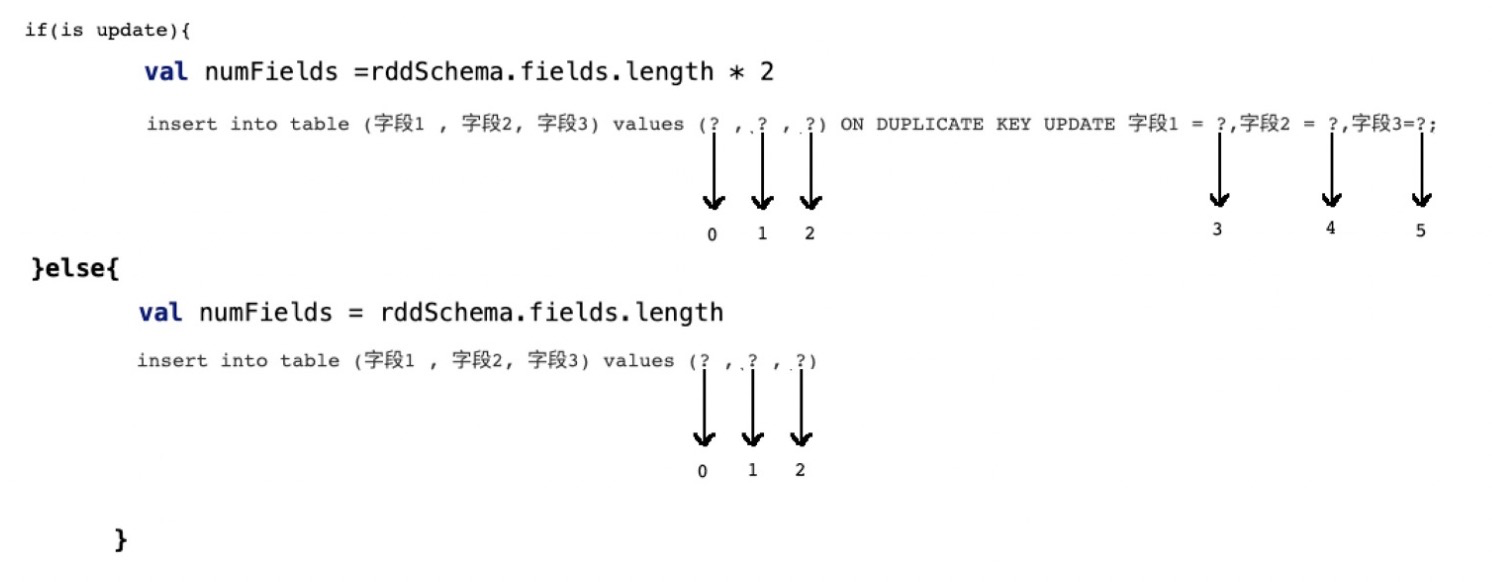 if(is update){
val numFields =rddSchema.fields.length * 2
insert into table (字段1 , 字段2, 字段3) values (? , ? , ?) ON DUPLICATE KEY UPDATE 字段1 = ?,字段2 = ?,字段3=?;
0 1 2 3 4 5
}else{
val numFields = rddSchema.fields.length
insert into table (字段1 , 字段2, 字段3) values (? , ? , ?)
0 1 2
}